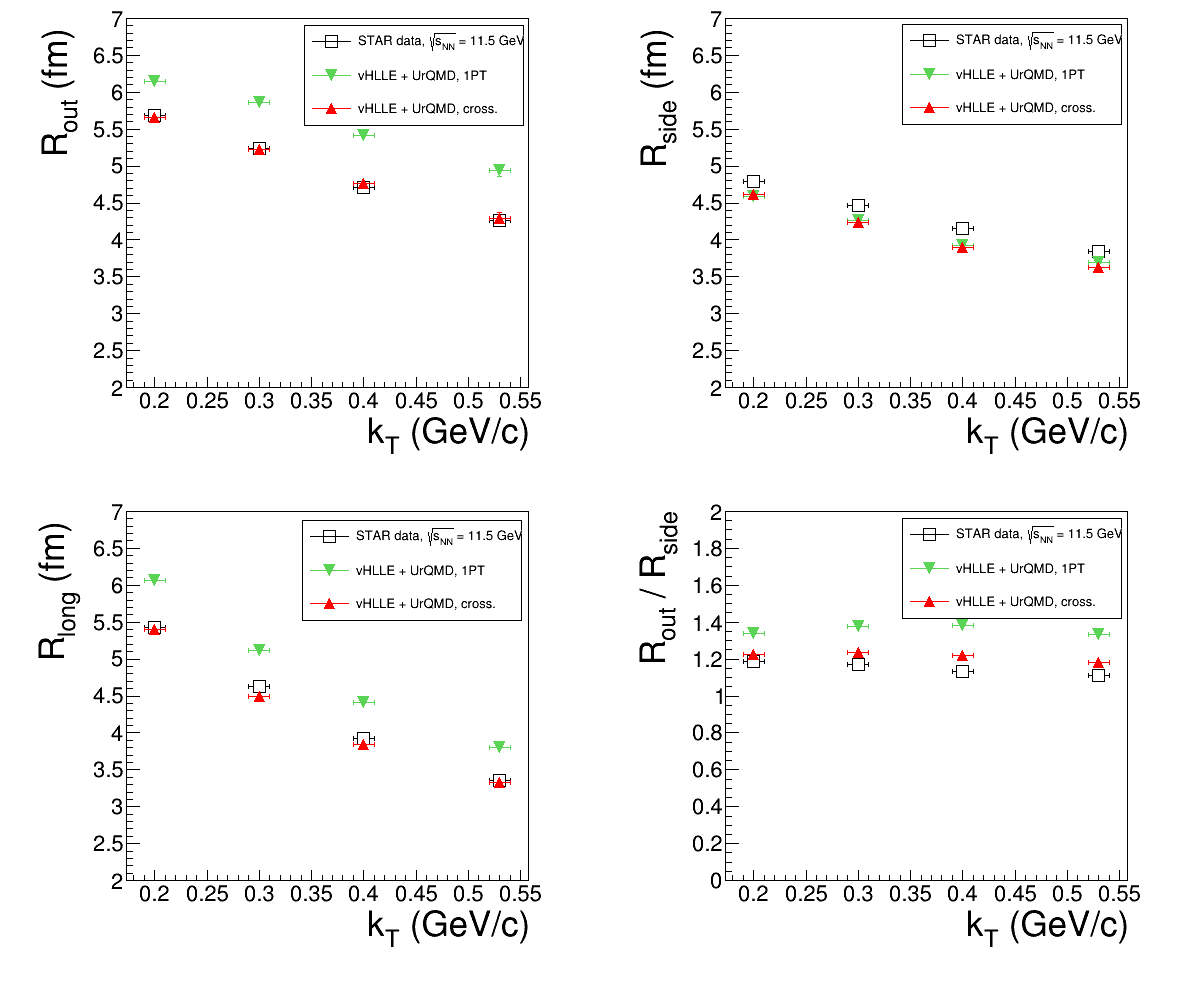 R_out (fm)
7
6.5
6
5.5
5
4.5
4
3.5
3
2.5
2
STAR data, √s_NN = 11.5 GeV
vHLLE + UrQMD, 1PT
vHLLE + UrQMD, cross.
0.2 0.25 0.3 0.35 0.4 0.45 0.5 0.55
k_T (GeV/c)
R_side (fm)
7
6.5
6
5.5
5
4.5
4
3.5
3
2.5
2
STAR data, √s_NN = 11.5 GeV
vHLLE + UrQMD, 1PT
vHLLE + UrQMD, cross.
0.2 0.25 0.3 0.35 0.4 0.45 0.5 0.55
k_T (GeV/c)
R_long (fm)
7
6.5
6
5.5
5
4.5
4
3.5
3
2.5
2
STAR data, √s_NN = 11.5 GeV
vHLLE + UrQMD, 1PT
vHLLE + UrQMD, cross.
0.2 0.25 0.3 0.35 0.4 0.45 0.5 0.55
k_T (GeV/c)
R_out / R_side
2
1.8
1.6
1.4
1.2
1
0.8
0.6
0.4
0.2
0
STAR data, √s_NN = 11.5 GeV
vHLLE + UrQMD, 1PT
vHLLE + UrQMD, cross.
0.2 0.25 0.3 0.35 0.4 0.45 0.5 0.55
k_T (GeV/c)